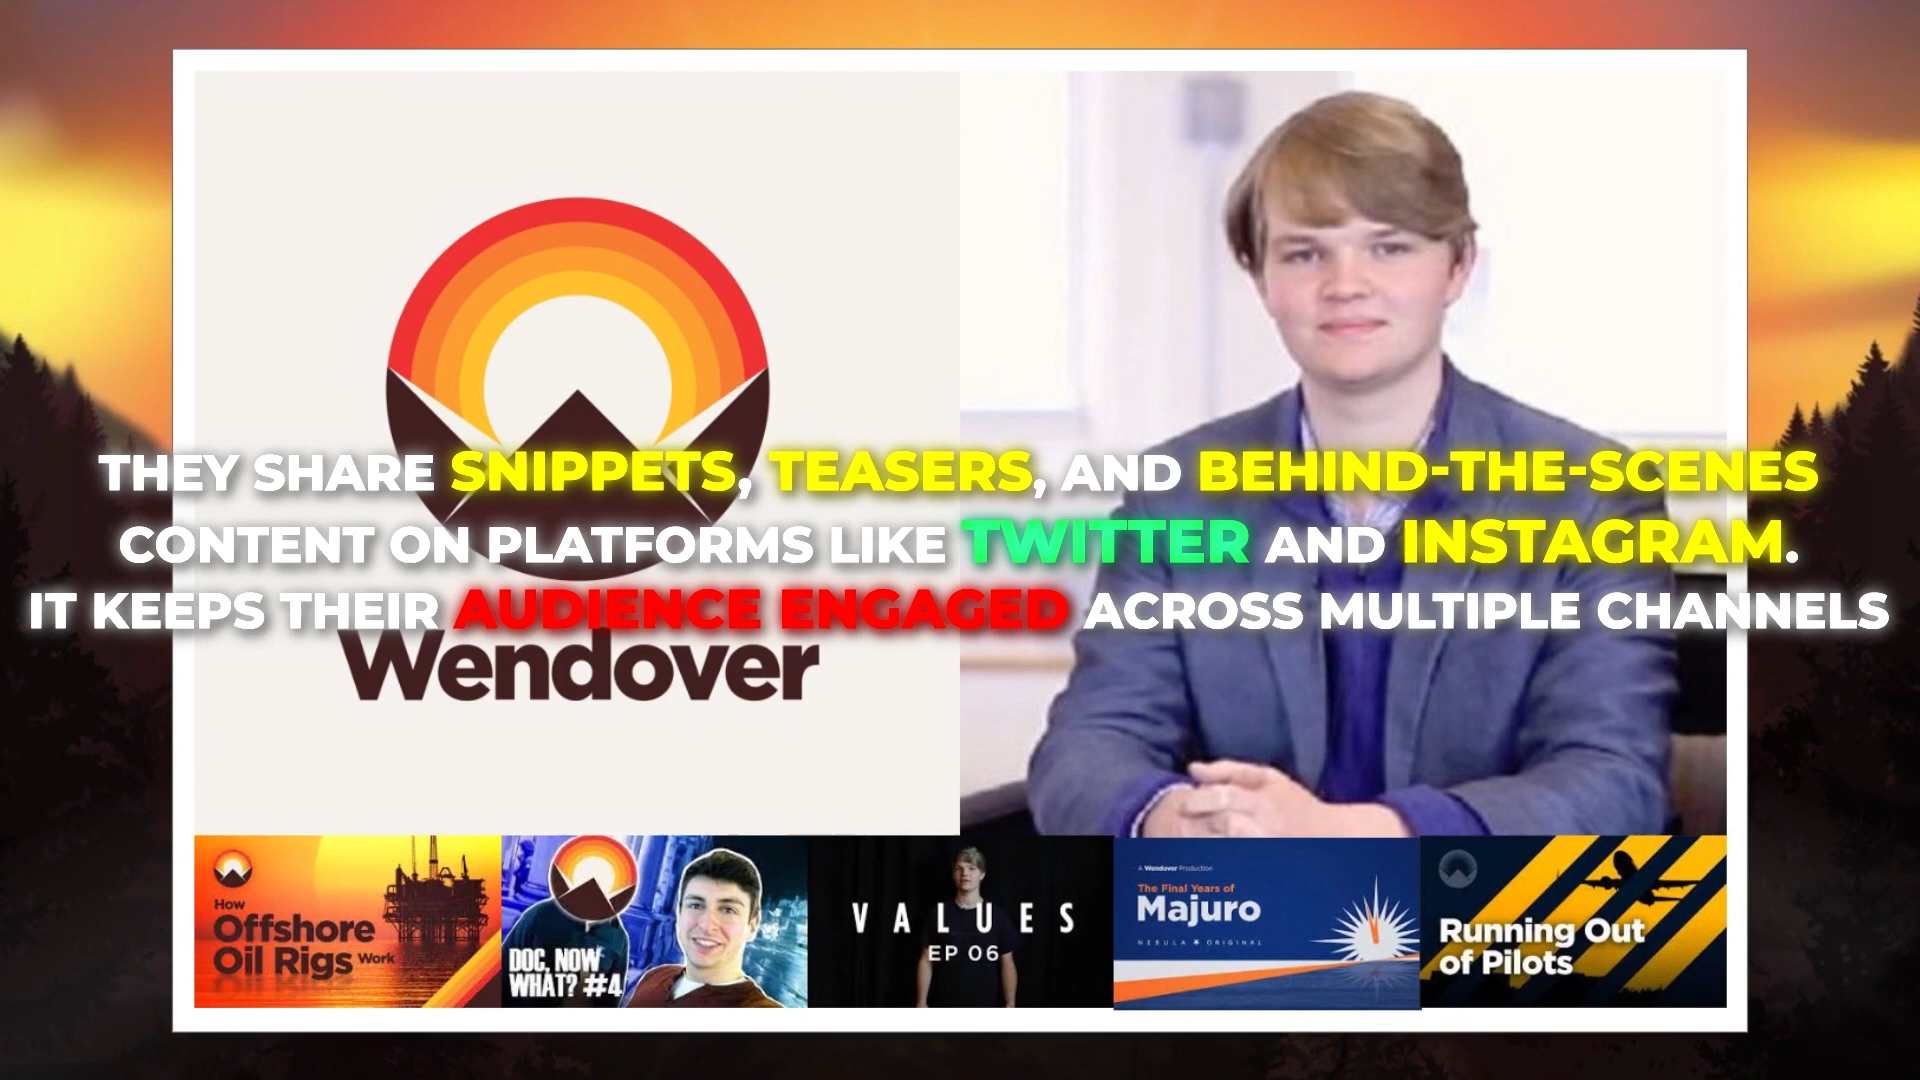 THEY SHARE SNIPPETS, TEASERS, AND BEHIND-THE-SCENES
CONTENT ON PLATFORMS LIKE TWITTER AND INSTAGRAM.
IT KEEPS THEIR AUDIENCE ENGAGED ACROSS MULTIPLE CHANNELS
Wendover
How
Offshore
Oil Rigs Work
DOC, NOW
WHAT? #4
VALUES
EP 06
A Wendover Production
The Final Years of
Majuro
NEBULA ★ ORIGINAL
Running Out
of Pilots